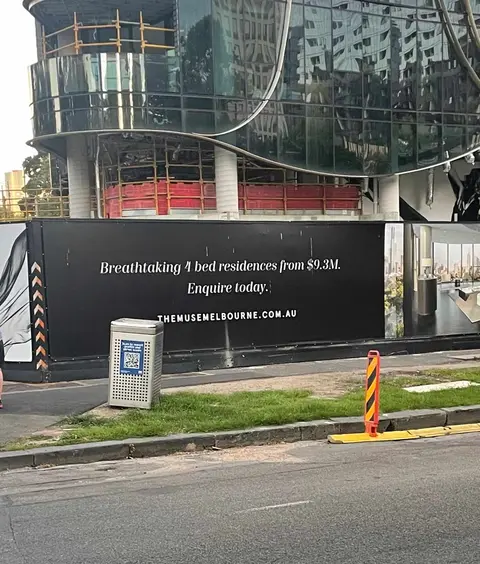 Breathtaking 4 bed residences from $9.3M.
Enquire today.
THEMUSEMELBOURNE.COM.AU